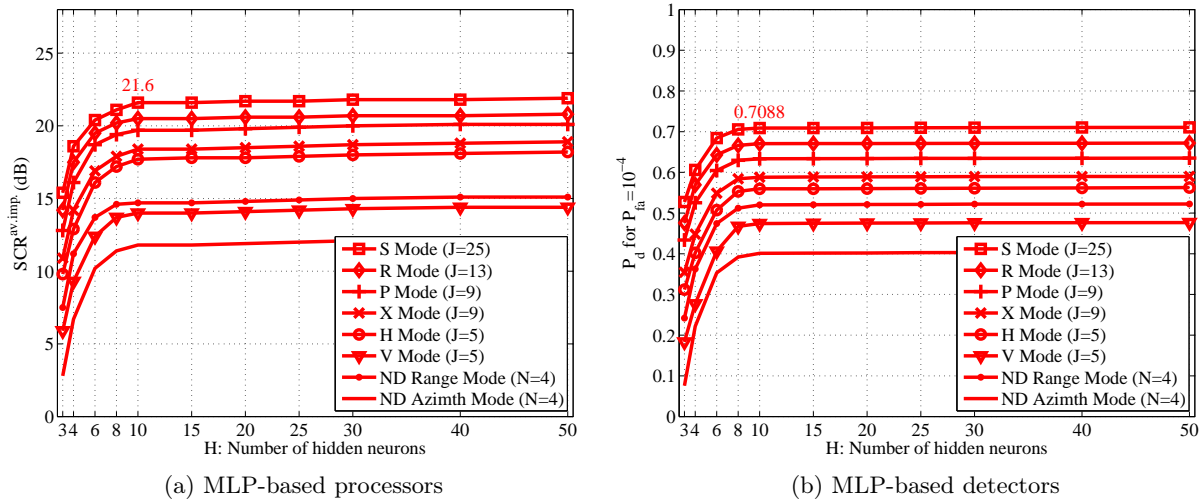 25
20
15
10
5
0
21.6
SCR^av. imp. (dB)
S Mode (J=25)
R Mode (J=13)
P Mode (J=9)
X Mode (J=9)
H Mode (J=5)
V Mode (J=5)
ND Range Mode (N=4)
ND Azimth Mode (N=4)
3 4 6 8 10 15 20 25 30 40 50
H: Number of hidden neurons
(a) MLP-based processors
1
0.9
0.8
0.7
0.6
0.5
0.4
0.3
0.2
0.1
0
0.7088
P_d for P_fa=10^-4
S Mode (J=25)
R Mode (J=13)
P Mode (J=9)
X Mode (J=9)
H Mode (J=5)
V Mode (J=5)
ND Range Mode (N=4)
ND Azimth Mode (N=4)
3 4 6 8 10 15 20 25 30 40 50
H: Number of hidden neurons
(b) MLP-based detectors